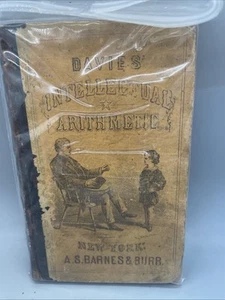 DAVIES'
INTELLECTUAL
ARITHMETIC
NEW YORK:
A.S. BARNES & BURR.